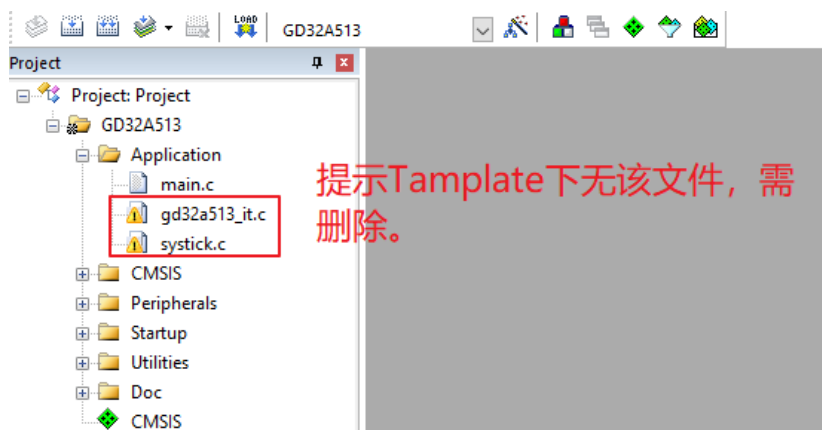 LOAD
GD32A513
Project
Project: Project
GD32A513
Application
main.c
gd32a513_it.c
systick.c
提示Tamplate下无该文件，需
删除。
CMSIS
Peripherals
Startup
Utilities
Doc
CMSIS